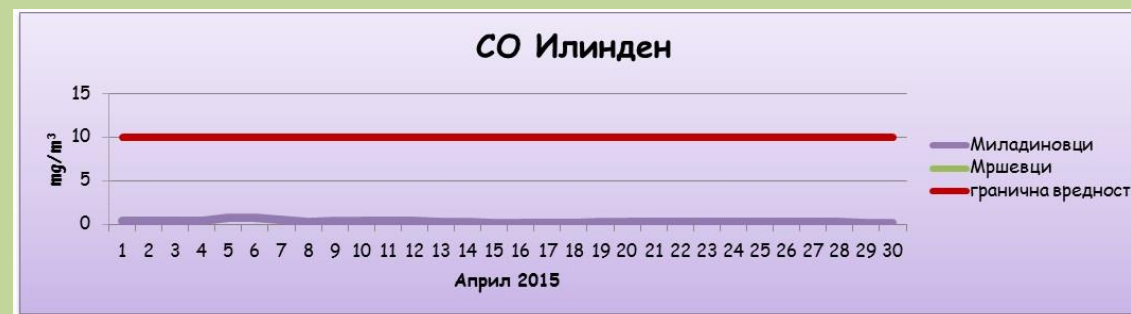 CO Илинден
15
10
5
0
mg/m³
1 2 3 4 5 6 7 8 9 10 11 12 13 14 15 16 17 18 19 20 21 22 23 24 25 26 27 28 29 30
Април 2015
Миладиновци
Мршевци
гранична вредност